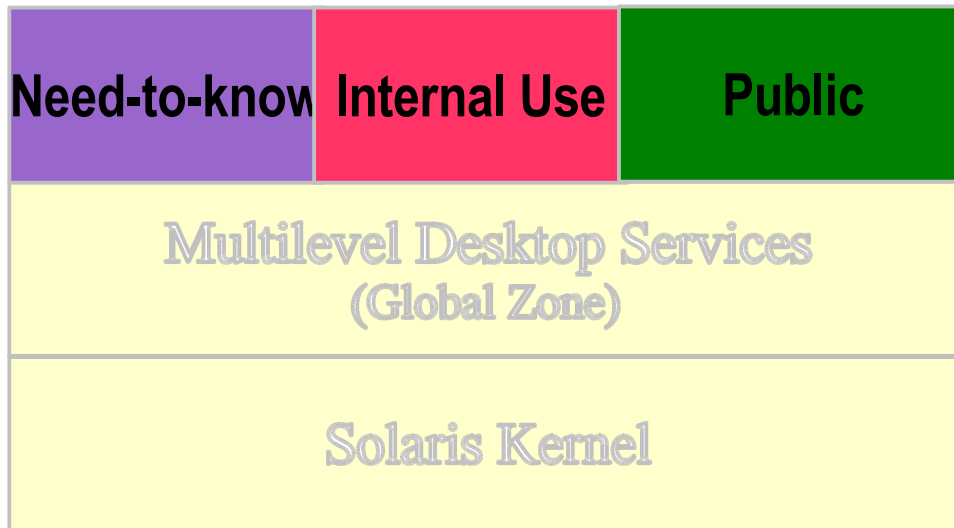 Need-to-know
Internal Use
Public
Multilevel Desktop Services
(Global Zone)
Solaris Kernel